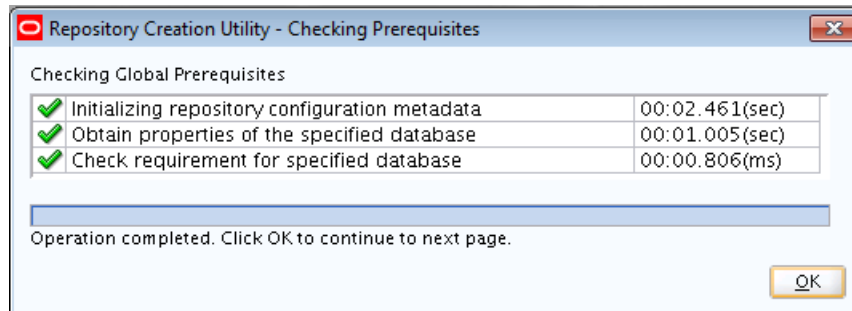 Repository Creation Utility - Checking Prerequisites
Checking Global Prerequisites
Initializing repository configuration metadata 00:02.461(sec)
Obtain properties of the specified database 00:01.005(sec)
Check requirement for specified database 00:00.806(ms)
Operation completed. Click OK to continue to next page.
OK